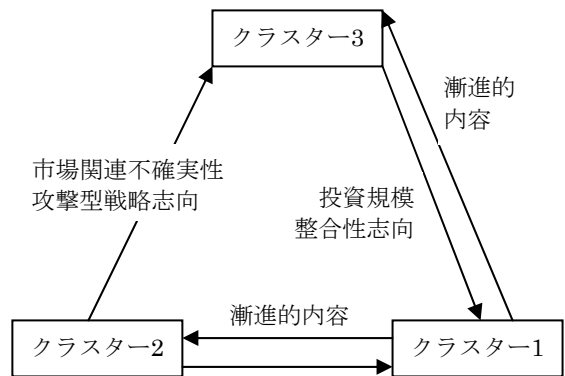 クラスター3
漸進的
内容
市場関連不確実性
攻撃型戦略志向
投資規模
整合性志向
漸進的内容
クラスター2
クラスター1